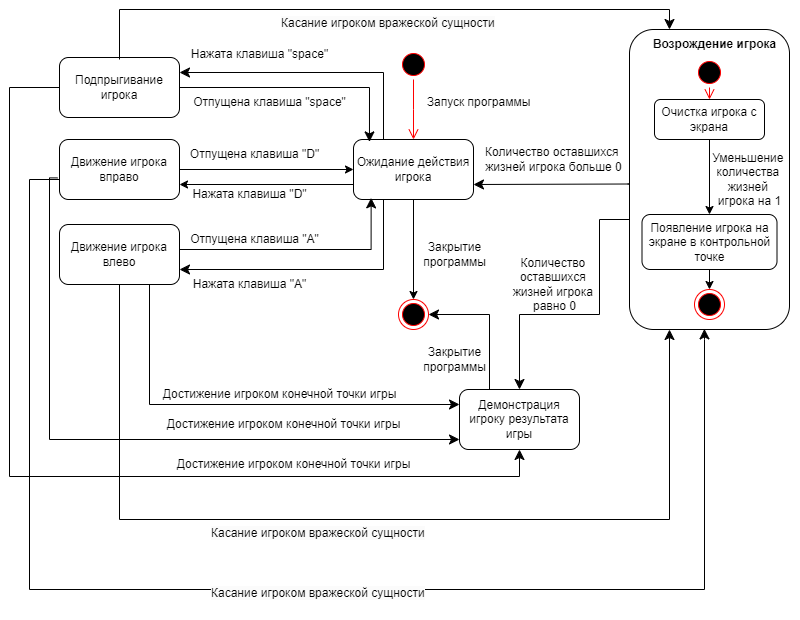 Касание игроком вражеской сущности
Возрождение игрока
Нажата клавиша "space"
Подпрыгивание
игрока
Отпущена клавиша "space"
Запуск программы
Очистка игрока с
экрана
Отпущена клавиша "D"
Движение игрока
вправо
Нажата клавиша "D"
Ожидание действия
игрока
Количество оставшихся
жизней игрока больше 0
Уменьшение
количества
жизней
игрока на 1
Отпущена клавиша "A"
Движение игрока
влево
Нажата клавиша "A"
Закрытие
программы
Количество
оставшихся
жизней игрока
равно 0
Появление игрока на
экране в контрольной
точке
Закрытие
программы
Достижение игроком конечной точки игры
Достижение игроком конечной точки игры
Достижение игроком конечной точки игры
Демонстрация
игроку результата
игры
Касание игроком вражеской сущности
Касание игроком вражеской сущности